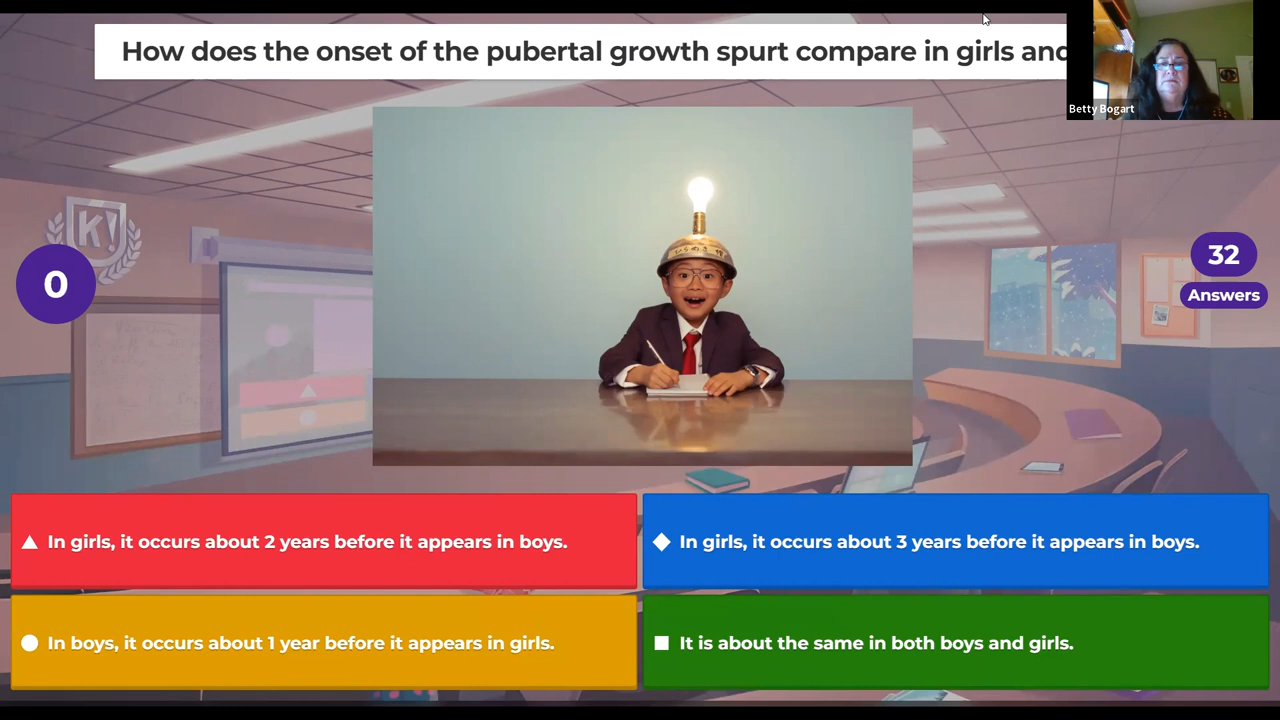 How does the onset of the pubertal growth spurt compare in girls and
Betty Bogart
K!
0
32
Answers
In girls, it occurs about 2 years before it appears in boys.
In girls, it occurs about 3 years before it appears in boys.
In boys, it occurs about 1 year before it appears in girls.
It is about the same in both boys and girls.